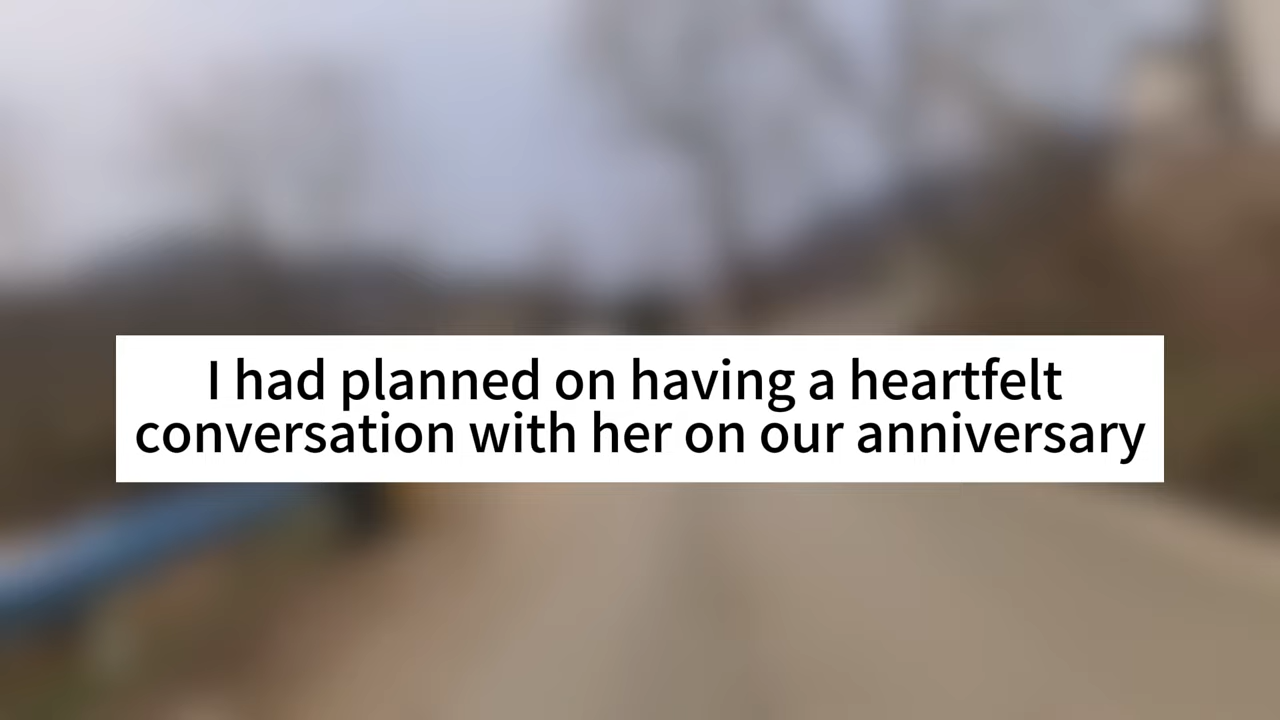 I had planned on having a heartfelt
conversation with her on our anniversary